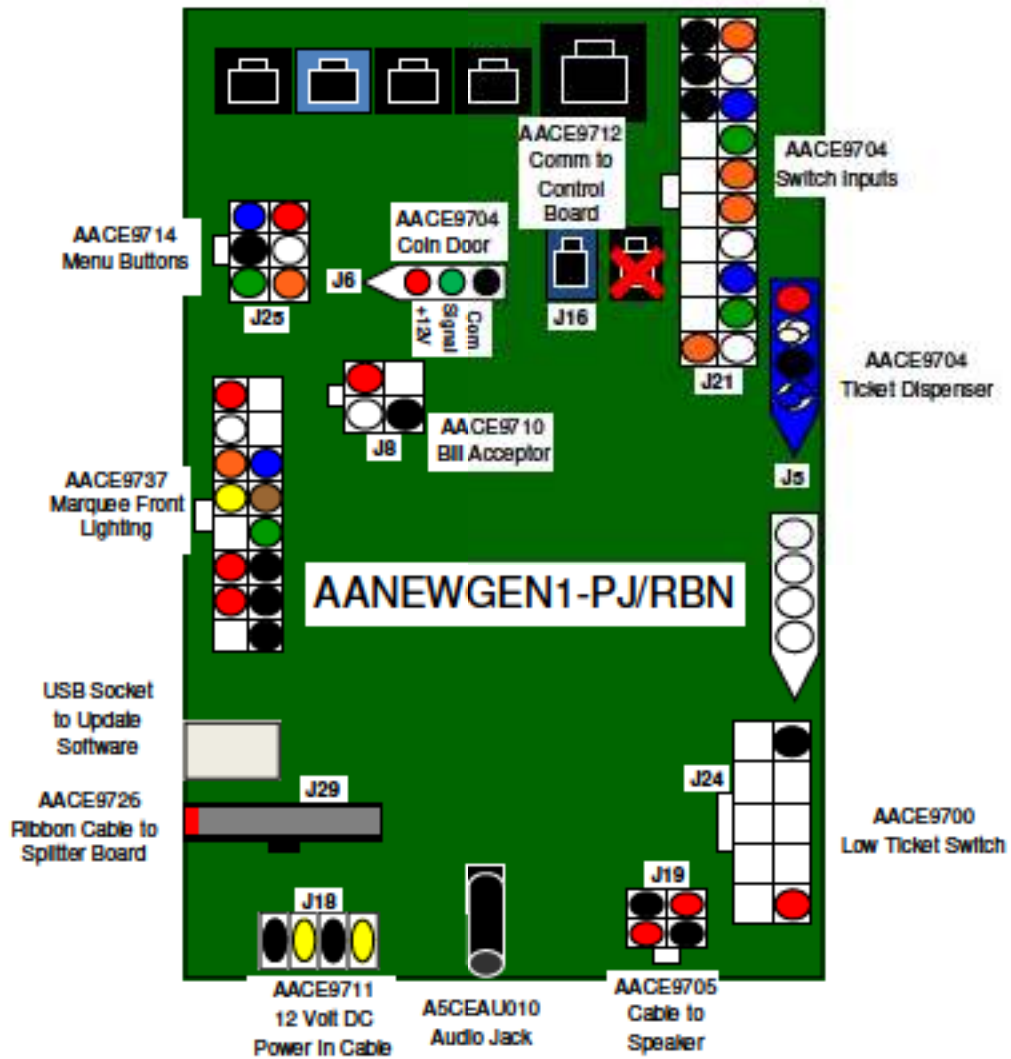 AACE9712
Comm to
Control
Board
AACE9704
Switch Inputs
AACE9714
Menu Buttons
J25
AACE9704
Coin Door
J6
+12V
Signal
Com
J16
J21
AACE9704
Ticket Dispenser
J5
J8
AACE9710
Bill Acceptor
AACE9737
Marquee Front
Lighting
AANEWGEN1-PJ/RBN
USB Socket
to Update
Software
J29
AACE9726
Ribbon Cable to
Splitter Board
J24
AACE9700
Low Ticket Switch
J18
AACE9711
12 Volt DC
Power In Cable
A5CEAU010
Audio Jack
J19
AACE9705
Cable to
Speaker